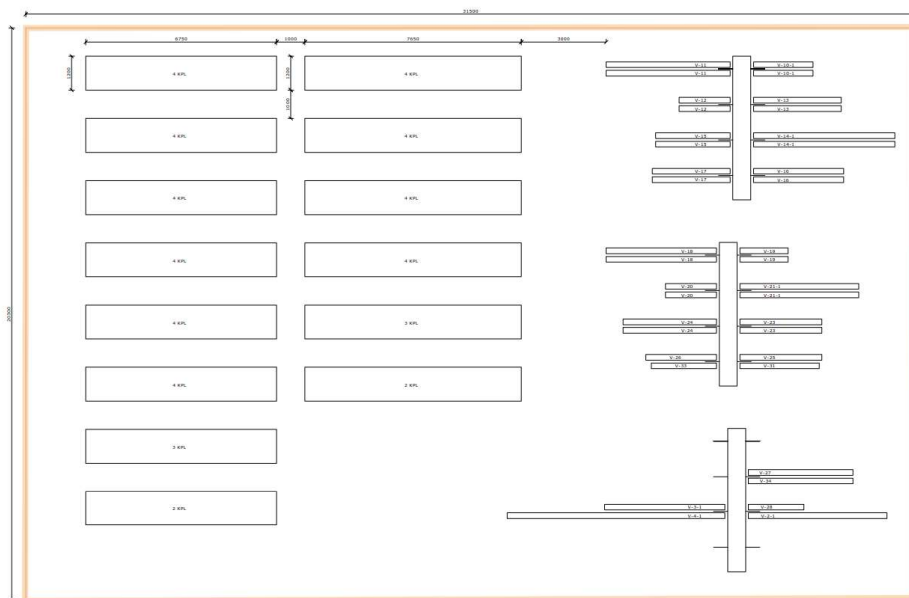 31500
6750 1000 7650 3000
1200
1200
1000
20300
4 KPL 4 KPL
4 KPL 4 KPL
4 KPL 4 KPL
4 KPL 4 KPL
4 KPL 3 KPL
4 KPL 2 KPL
3 KPL
2 KPL
V-11 V-10-1
V-11 V-10-1
V-12 V-13
V-12 V-13
V-15 V-14-1
V-15 V-14-1
V-17 V-16
V-17 V-16
V-18 V-19
V-18 V-19
V-20 V-21-1
V-20 V-21-1
V-24 V-23
V-24 V-23
V-26 V-25
V-33 V-31
V-27
V-34
V-3-1 V-28
V-4-1 V-2-1